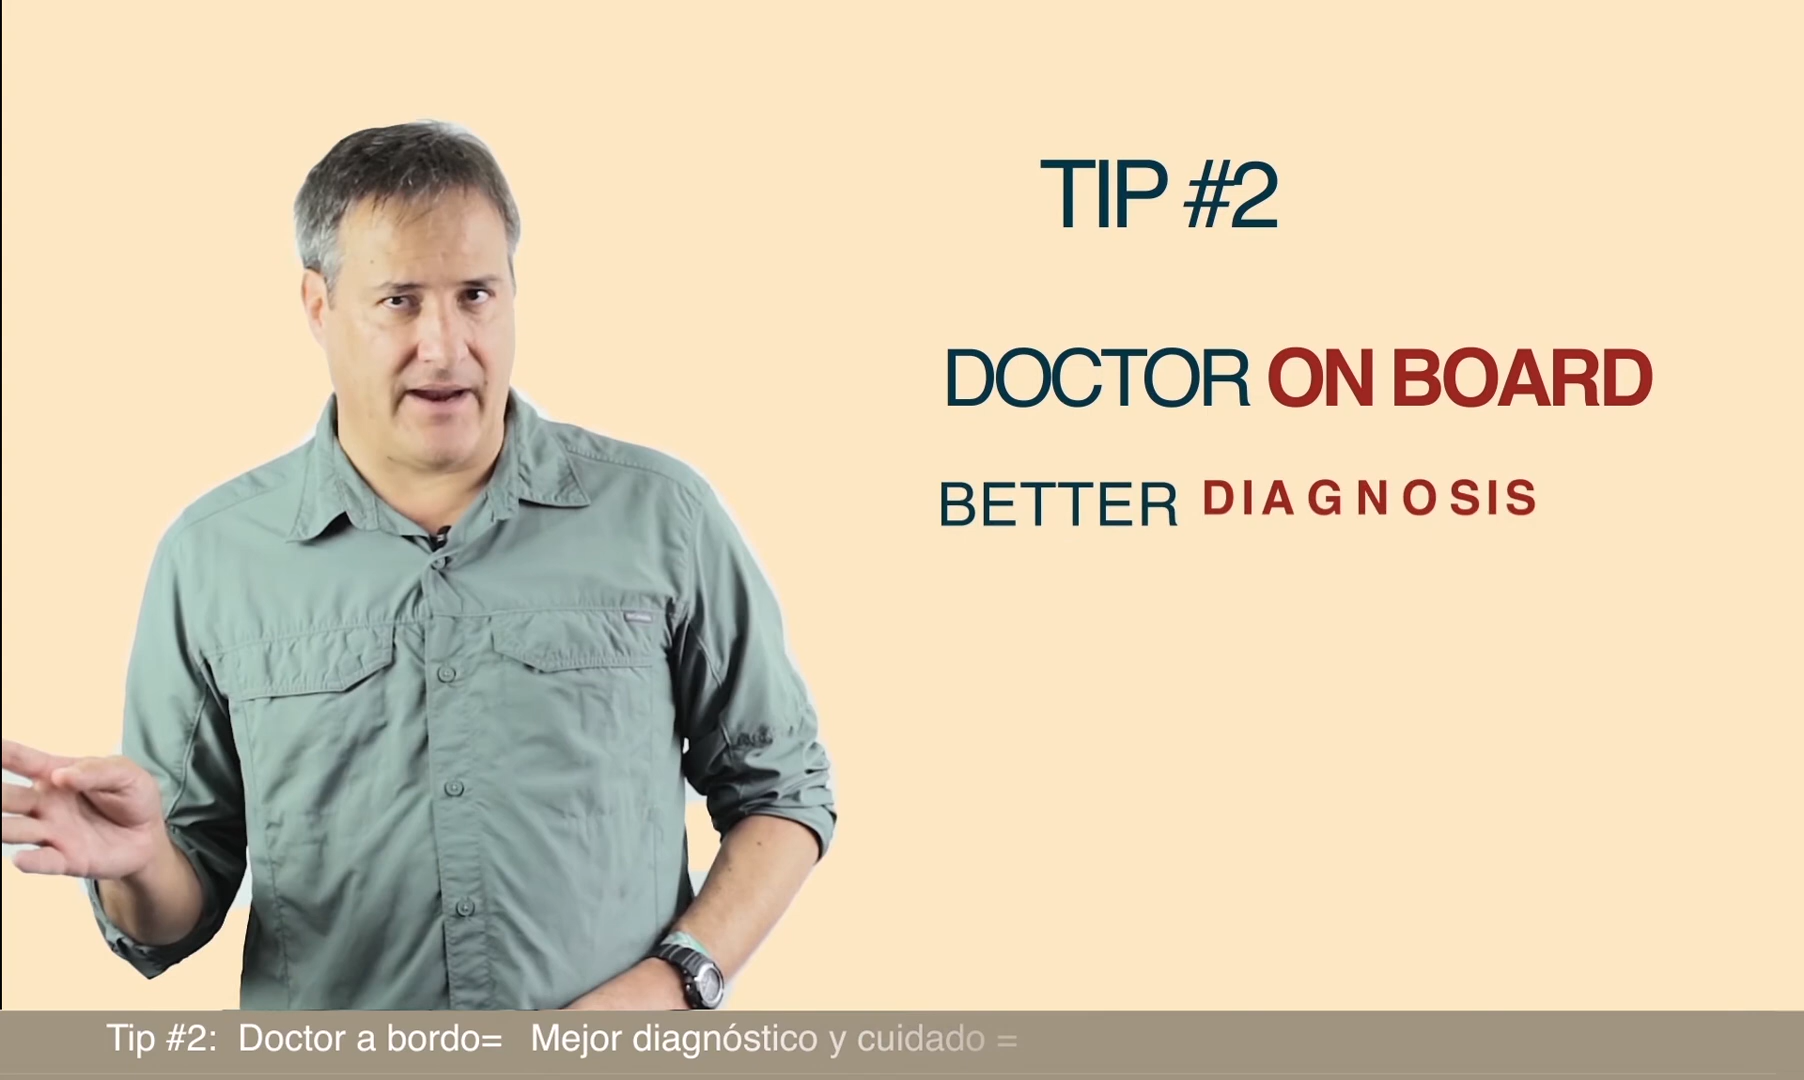 TIP #2
DOCTOR ON BOARD
BETTER DIAGNOSIS
Tip #2: Doctor a bordo= Mejor diagnóstico y cuidado =